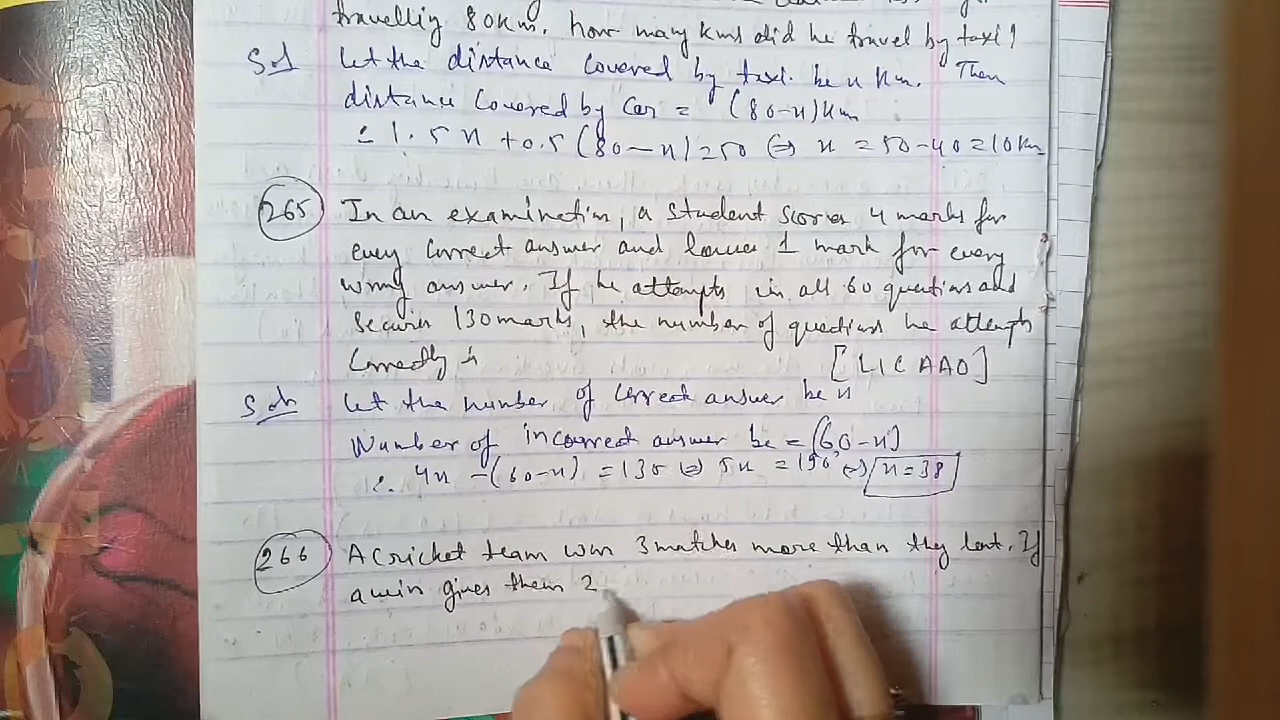 travelling 80 km. how many kms did he travel by taxi?
Sol let the distance covered by taxi be x km. Then
distance covered by Car = (80-x) km
∴ 1.5x + 0.5(80-x) = 50 ⇔ x = 50-40 = 10 km
265 In an examination, a student scores 4 marks for
every correct answer and loses 1 mark for every
wrong answer. If he attempts in all 60 questions and
secures 130 marks, the number of questions he attempts
correctly is [LIC AAO]
Soln let the number of correct answer be x
Number of incorrect answer be = (60-x)
∴ 4x - (60-x) = 130 ⇔ 5x = 190 ⇔ x = 38
266 A Cricket team won 3 matches more than they lost. If
a win gives them 2